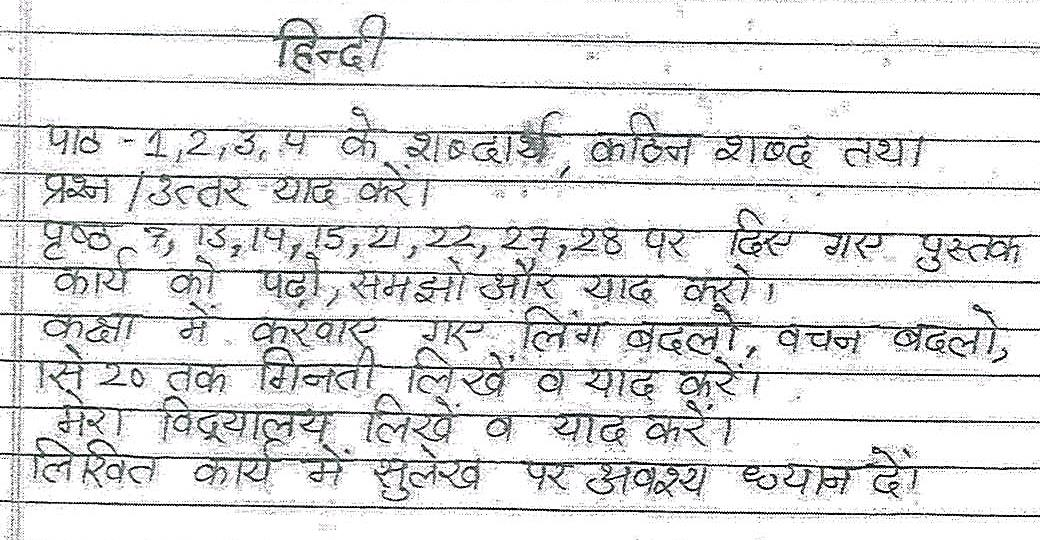 हिन्दी
पाठ - 1,2,3,4 के शब्दार्थ, कठिन शब्द तथा
प्रश्न / उत्तर याद करें।
पृष्ठ 7, 13, 14, 15, 21, 22, 27, 28 पर दिए गए पुस्तक
कार्य को पढ़ो, समझो और याद करो।
कक्षा में करवाए गए लिंग बदलो, वचन बदलो,
1 से 20 तक गिनती लिखें व याद करें।
मेरा विद्यालय लिखें व याद करें।
लिखित कार्य में सुलेख पर अवश्य ध्यान दें।